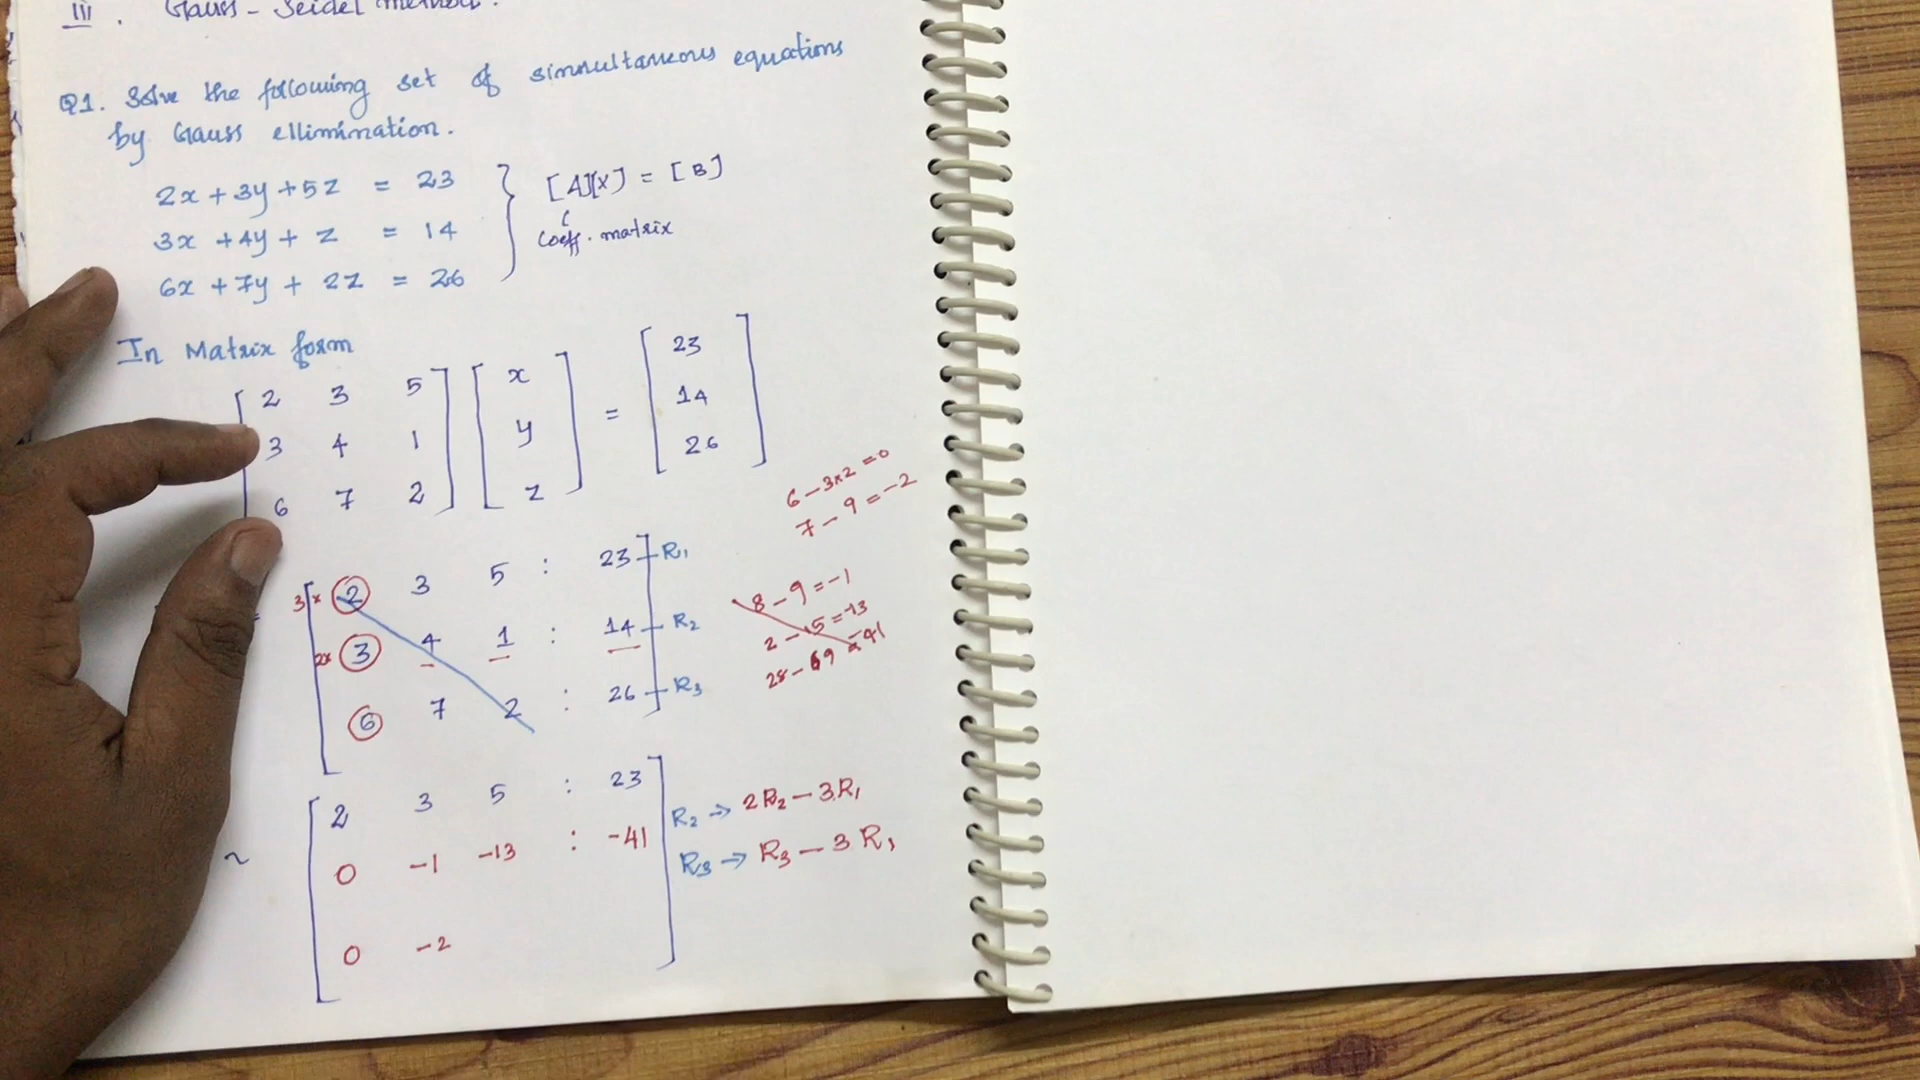 III. Gauss - Seidel method.
Q1. Solve the following set of simnultaneous equations
by Gauss ellimination.
2x + 3y + 5z = 23
3x + 4y + z = 14
6x + 7y + 2z = 26
[A][X] = [B]
Coeff. matrix
In Matrix form
2 3 5 x 23
3 4 1 y = 14
6 7 2 z 26
6 - 3x2 = 0
7 - 9 = -2
3x 2 3 5 : 23 R1
2x 3 4 1 : 14 R2
6 7 2 : 26 R3
8 - 9 = -1
2 - 15 = -13
28 - 69 = -41
2 3 5 : 23
~ 0 -1 -13 : -41 R2 → 2R2 - 3R1
0 -2 R3 → R3 - 3R1